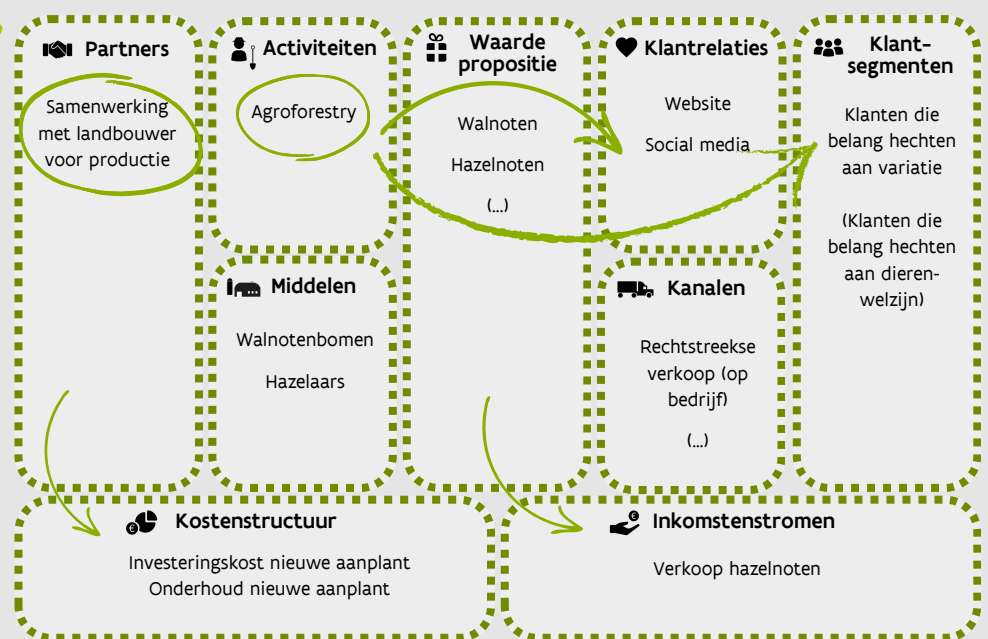 Partners
Samenwerking
met landbouwer
voor productie
Activiteiten
Agroforestry
Middelen
Walnotenbomen
Hazelaars
Waarde
propositie
Walnoten
Hazelnoten
(...)
Klantrelaties
Website
Social media
Kanalen
Rechtstreekse
verkoop (op
bedrijf)
(...)
Klant-
segmenten
Klanten die
belang hechten
aan variatie
(Klanten die
belang hechten
aan dieren-
welzijn)
Kostenstructuur
Investeringskost nieuwe aanplant
Onderhoud nieuwe aanplant
Inkomstenstromen
Verkoop hazelnoten